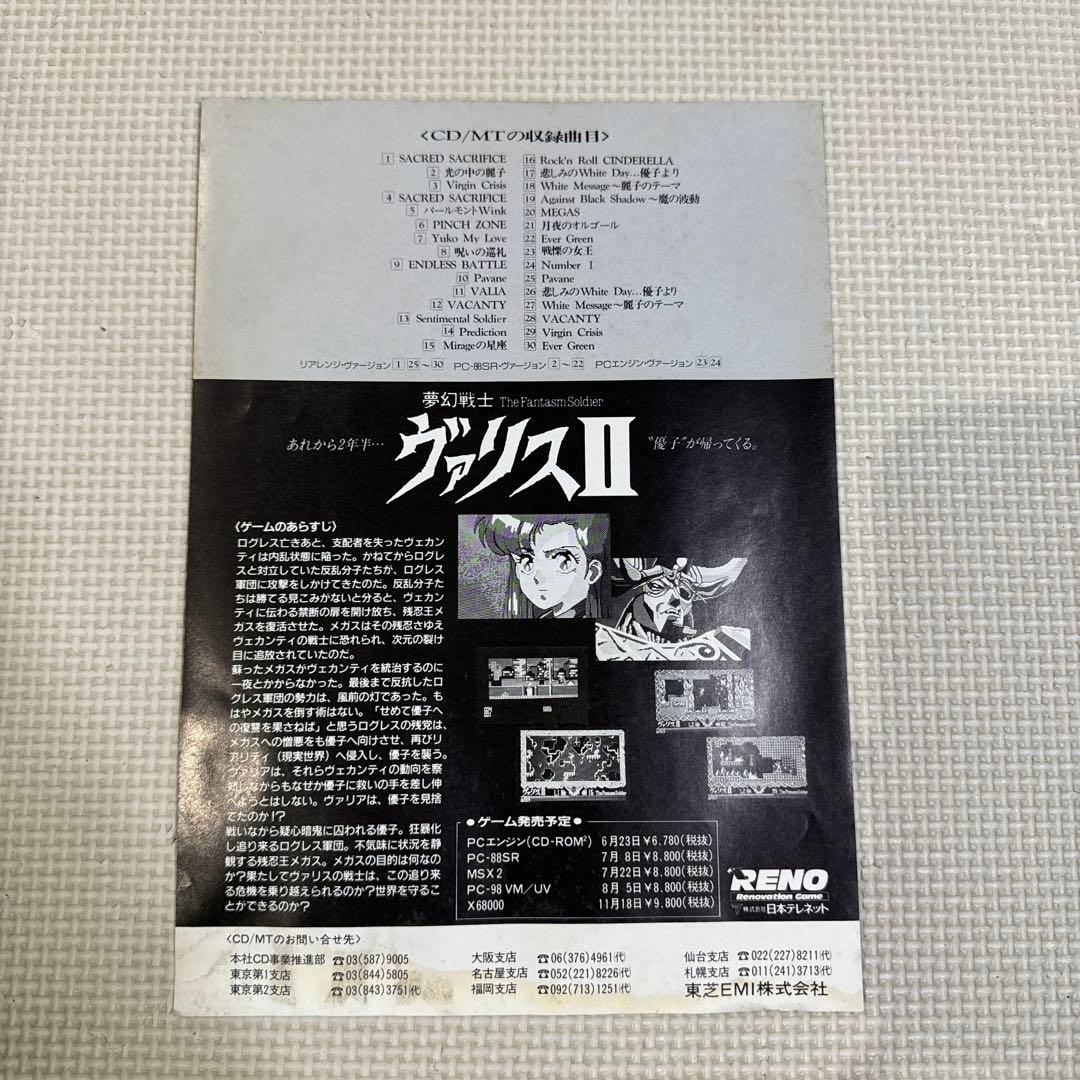 〈CD/MTの収録曲目〉
1 SACRED SACRIFICE
2 光の中の麗子
3 Virgin Crisis
4 SACRED SACRIFICE
5 パールモントWink
6 PINCH ZONE
7 Yuko My Love
8 呪いの巡礼
9 ENDLESS BATTLE
10 Pavane
11 VALIA
12 VACANTY
13 Sentimental Soldier
14 Prediction
15 Mirageの星座
16 Rock'n Roll CINDERELLA
17 悲しみのWhite Day…優子より
18 White Message〜麗子のテーマ
19 Against Black Shadow〜魔の波動
20 MEGAS
21 月夜のオルゴール
22 Ever Green
23 戦慄の女王
24 Number I
25 Pavane
26 悲しみのWhite Day…優子より
27 White Message〜麗子のテーマ
28 VACANTY
29 Virgin Crisis
30 Ever Green
リアレンジ・ヴァージョン 1 25〜30 PC-88SR・ヴァージョン 2〜22 PCエンジン・ヴァージョン 23 24
夢幻戦士 The Fantasm Soldier
あれから2年半…
ヴァリスII
"優子"が帰ってくる。
〈ゲームのあらすじ〉
ログレス亡きあと、支配者を失ったヴェカン
ティは内乱状態に陥った。かねてからログレ
スと対立していた反乱分子たちが、ログレス
軍団に攻撃をしかけてきたのだ。反乱分子た
ちは勝てる見こみがないと分ると、ヴェカン
ティに伝わる禁断の扉を開け放ち、残忍王メ
ガスを復活させた。メガスはその残忍さゆえ
ヴェカンティの戦士に恐れられ、次元の裂け
目に追放されていたのだ。
蘇ったメガスがヴェカンティを統治するのに
一夜とかからなかった。最後まで反抗したロ
グレス軍団の勢力は、風前の灯であった。も
はやメガスを倒す術はない。「せめて優子へ
の復讐を果さねば」と思うログレスの残党は、
メガスへの憎悪をも優子へ向けさせ、再びリ
アリティ（現実世界）へ侵入し、優子を襲う。
ヴァリアは、それらヴェカンティの動向を察
知しながらもなぜか優子に救いの手を差し伸
べようとはしない。ヴァリアは、優子を見捨
てたのか!?
戦いながら疑心暗鬼に囚われる優子。狂暴化
し追り来るログレス軍団。不気味に状況を静
観する残忍王メガス。メガスの目的は何なの
か？果たしてヴァリスの戦士は、この追り来
る危機を乗り越えられるのか？世界を守るこ
とができるのか？
●ゲーム発売予定●
PCエンジン(CD-ROM²) 6月23日￥6,780(税抜)
PC-88SR 7月 8日￥8,800(税抜)
MSX2 7月22日￥8,800(税抜)
PC-98 VM/UV 8月 5日￥8,800(税抜)
X68000 11月18日￥9,800(税抜)
RENO
Renovation Game
株式会社 日本テレネット
〈CD/MTのお問い合せ先〉
本社CD事業推進部 ☎03(587)9005
東京第1支店 ☎03(844)5805
東京第2支店 ☎03(843)3751(代)
大阪支店 ☎06(376)4961(代)
名古屋支店 ☎052(221)8226(代)
福岡支店 ☎092(713)1251(代)
仙台支店 ☎022(227)8211(代)
札幌支店 ☎011(241)3713(代)
東芝EMI株式会社